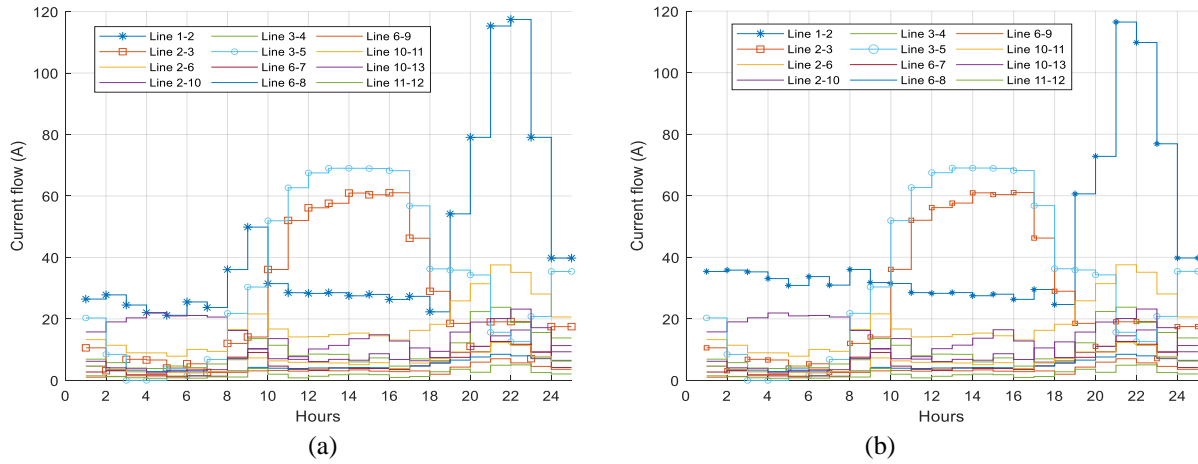 120
100
80
60
40
20
0
Current flow (A)
Line 1-2
Line 2-3
Line 2-6
Line 2-10
Line 3-4
Line 3-5
Line 6-7
Line 6-8
Line 6-9
Line 10-11
Line 10-13
Line 11-12
0 2 4 6 8 10 12 14 16 18 20 22 24
Hours
(a)
120
100
80
60
40
20
0
Current flow (A)
Line 1-2
Line 2-3
Line 2-6
Line 2-10
Line 3-4
Line 3-5
Line 6-7
Line 6-8
Line 6-9
Line 10-11
Line 10-13
Line 11-12
0 2 4 6 8 10 12 14 16 18 20 22 24
Hours
(b)